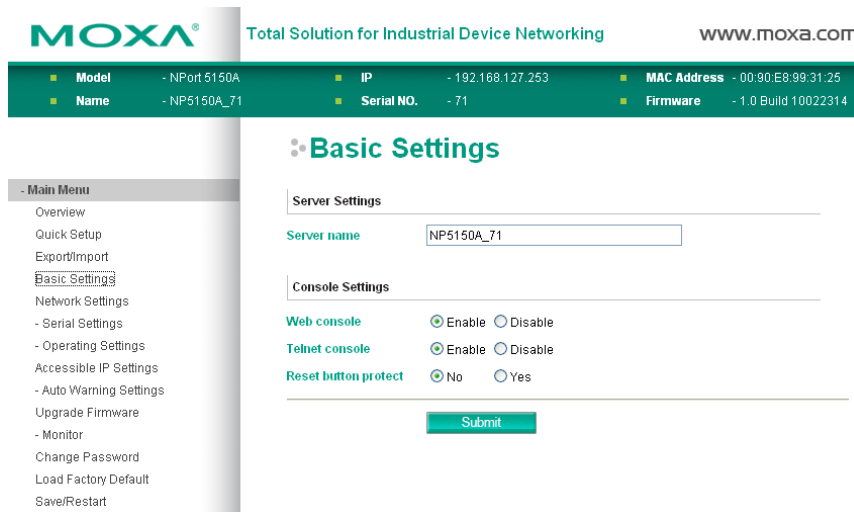 MOXA®
Total Solution for Industrial Device Networking
www.moxa.com
Model - NPort 5150A IP - 192.168.127.253 MAC Address - 00:90:E8:99:31:25
Name - NP5150A_71 Serial NO. - 71 Firmware - 1.0 Build 10022314
- Main Menu
Overview
Quick Setup
Export/Import
Basic Settings
Network Settings
- Serial Settings
- Operating Settings
Accessible IP Settings
- Auto Warning Settings
Upgrade Firmware
- Monitor
Change Password
Load Factory Default
Save/Restart
Basic Settings
Server Settings
Server name NP5150A_71
Console Settings
Web console Enable Disable
Telnet console Enable Disable
Reset button protect No Yes
Submit